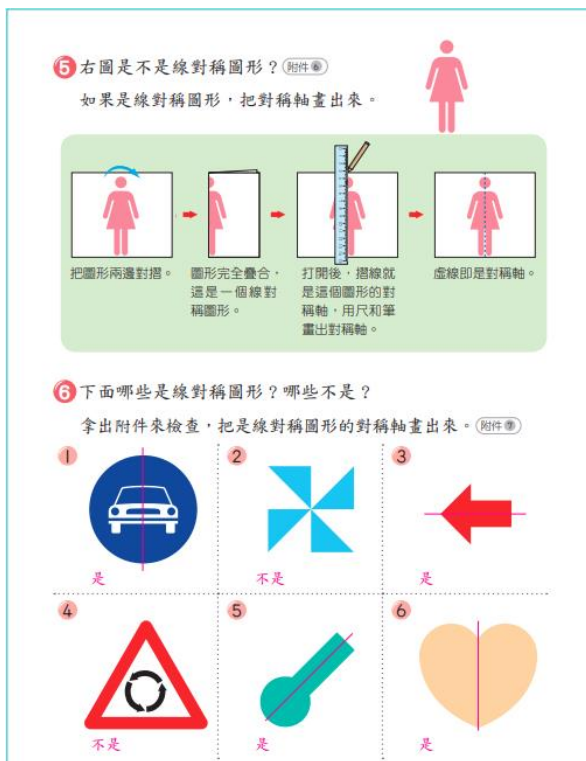 5 右圖是不是線對稱圖形？附件 6
如果是線對稱圖形，把對稱軸畫出來。
把圖形兩邊對摺。
圖形完全疊合，
這是一個線對
稱圖形。
打開後，摺線就
是這個圖形的對
稱軸，用尺和筆
畫出對稱軸。
虛線即是對稱軸。
6 下面哪些是線對稱圖形？哪些不是？
拿出附件來檢查，把是線對稱圖形的對稱軸畫出來。附件 7
1
是
2
不是
3
是
4
不是
5
是
6
是